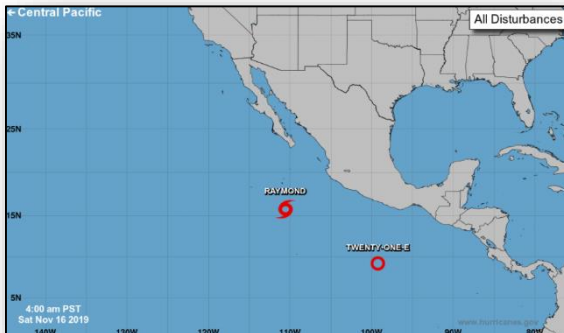 ← Central Pacific
All Disturbances
35N
25N
RAYMOND
15N
TWENTY-ONE-E
5N
4:00 am PST
Sat Nov 16 2019
www.hurricanes.gov
140W
130W
120W
110W
100W
90W
80W